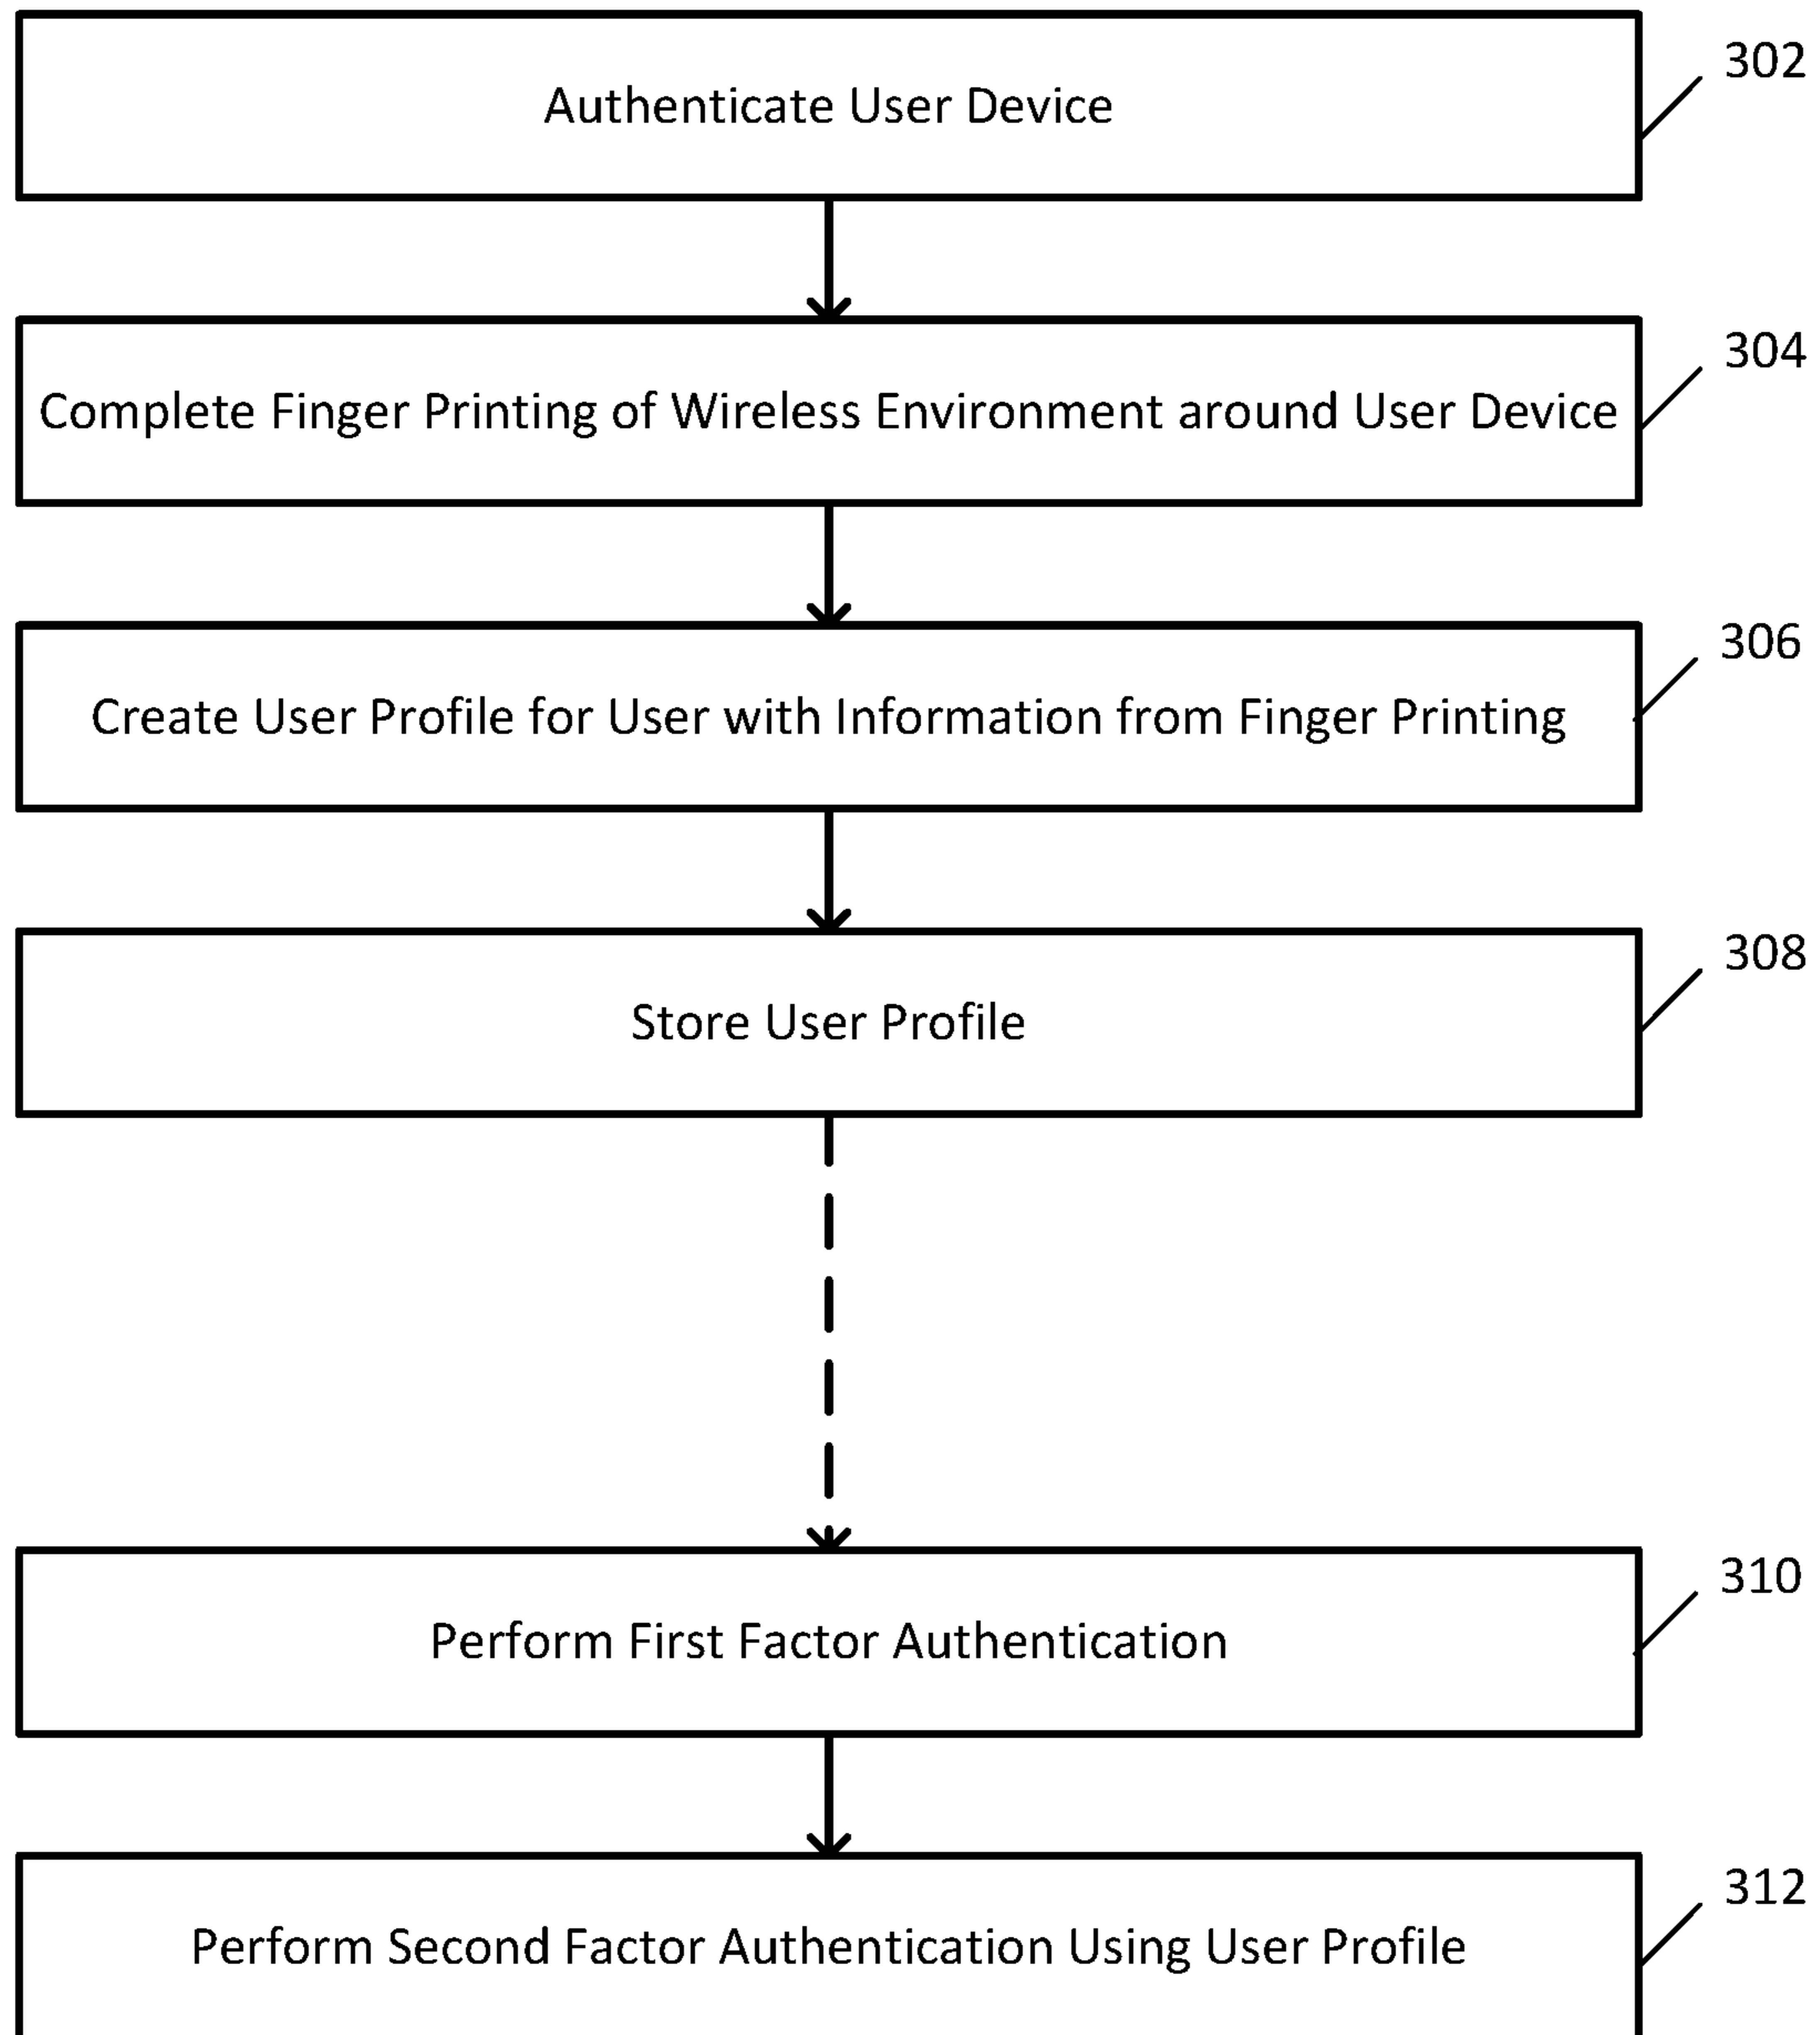 Authenticate User Device
302
Complete Finger Printing of Wireless Environment around User Device
304
Create User Profile for User with Information from Finger Printing
306
Store User Profile
308
Perform First Factor Authentication
310
Perform Second Factor Authentication Using User Profile
312